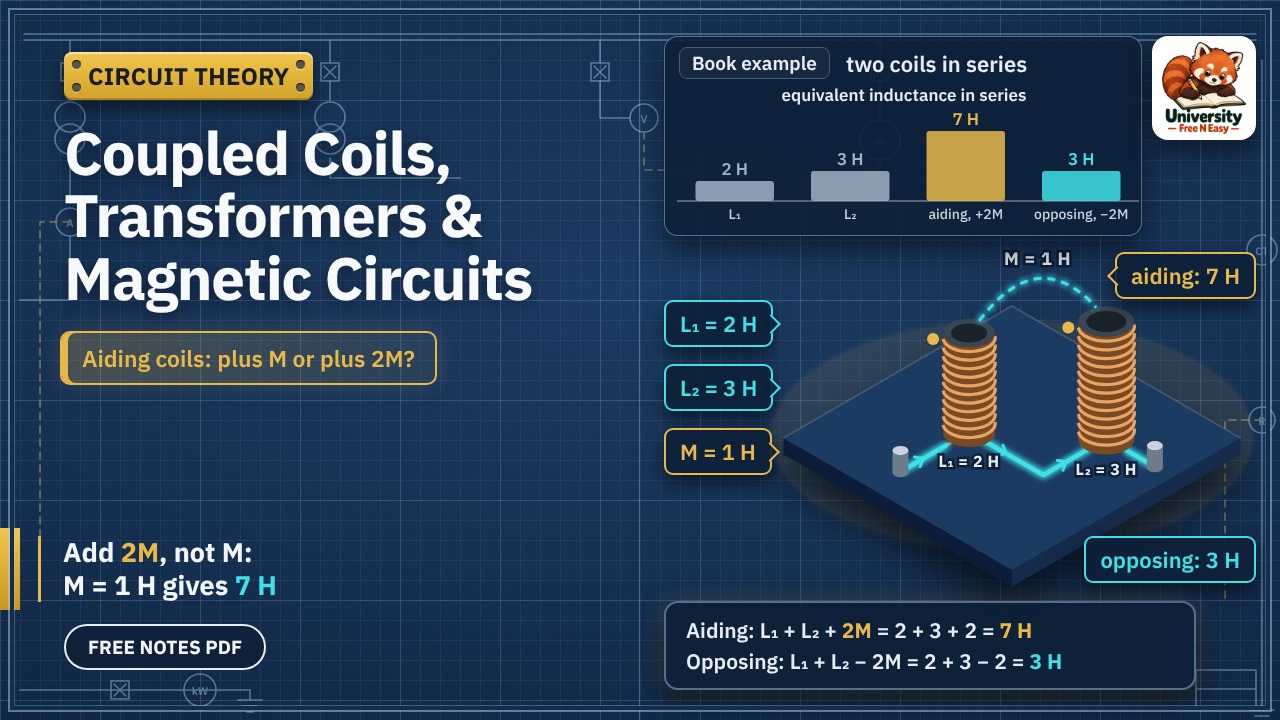 CIRCUIT THEORY
Coupled Coils,
Transformers &
Magnetic Circuits
Aiding coils: plus M or plus 2M?
Add 2M, not M:
M = 1 H gives 7 H
FREE NOTES PDF
kW
Book example
two coils in series
equivalent inductance in series
2 H
3 H
7 H
3 H
L₁
L₂
aiding, +2M
opposing, −2M
University
Free N Easy
V
A
M = 1 H
aiding: 7 H
L₁ = 2 H
L₂ = 3 H
M = 1 H
L₁ = 2 H
L₂ = 3 H
opposing: 3 H
Aiding: L₁ + L₂ + 2M = 2 + 3 + 2 = 7 H
Opposing: L₁ + L₂ − 2M = 2 + 3 − 2 = 3 H